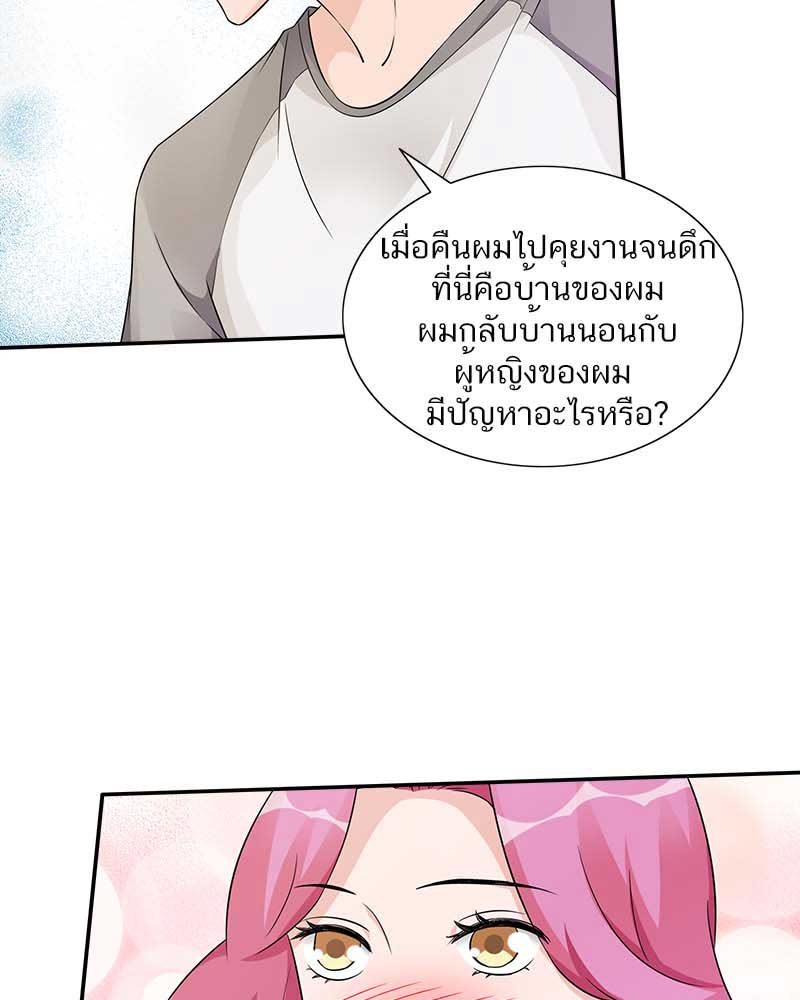 เมื่อคืนผมไปคุยงานจนดึก
ที่นี่คือบ้านของผม
ผมกลับบ้านนอนกับ
ผู้หญิงของผม
มีปัญหาอะไรหรือ?